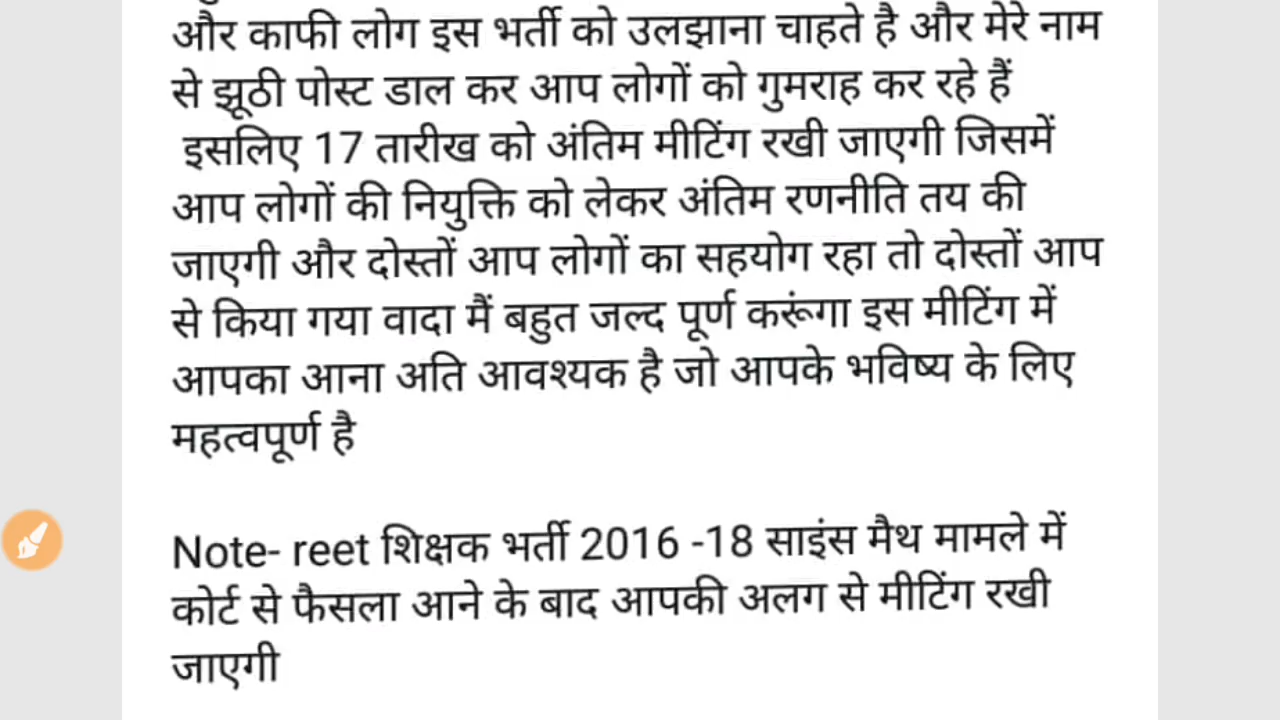 और काफी लोग इस भर्ती को उलझाना चाहते है और मेरे नाम
से झूठी पोस्ट डाल कर आप लोगों को गुमराह कर रहे हैं
इसलिए 17 तारीख को अंतिम मीटिंग रखी जाएगी जिसमें
आप लोगों की नियुक्ति को लेकर अंतिम रणनीति तय की
जाएगी और दोस्तों आप लोगों का सहयोग रहा तो दोस्तों आप
से किया गया वादा मैं बहुत जल्द पूर्ण करूंगा इस मीटिंग में
आपका आना अति आवश्यक है जो आपके भविष्य के लिए
महत्वपूर्ण है
Note- reet शिक्षक भर्ती 2016 -18 साइंस मैथ मामले में
कोर्ट से फैसला आने के बाद आपकी अलग से मीटिंग रखी
जाएगी